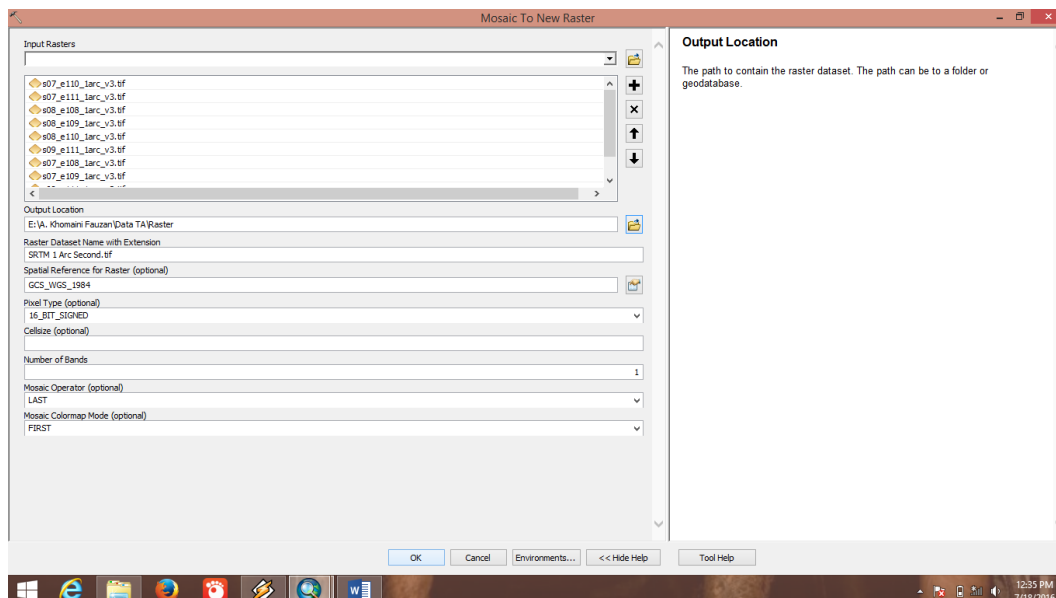 Mosaic To New Raster
Input Rasters
s07_e110_1arc_v3.tif
s07_e111_1arc_v3.tif
s08_e108_1arc_v3.tif
s08_e109_1arc_v3.tif
s08_e110_1arc_v3.tif
s09_e111_1arc_v3.tif
s07_e108_1arc_v3.tif
s07_e109_1arc_v3.tif
Output Location
E:\A. Khomaini Fauzan\Data TA\Raster
Raster Dataset Name with Extension
SRTM 1 Arc Second.tif
Spatial Reference for Raster (optional)
GCS_WGS_1984
Pixel Type (optional)
16_BIT_SIGNED
Cellsize (optional)
Number of Bands
1
Mosaic Operator (optional)
LAST
Mosaic Colormap Mode (optional)
FIRST
Output Location
The path to contain the raster dataset. The path can be to a folder or
geodatabase.
OK
Cancel
Environments...
<< Hide Help
Tool Help
12:35 PM
7/18/2016